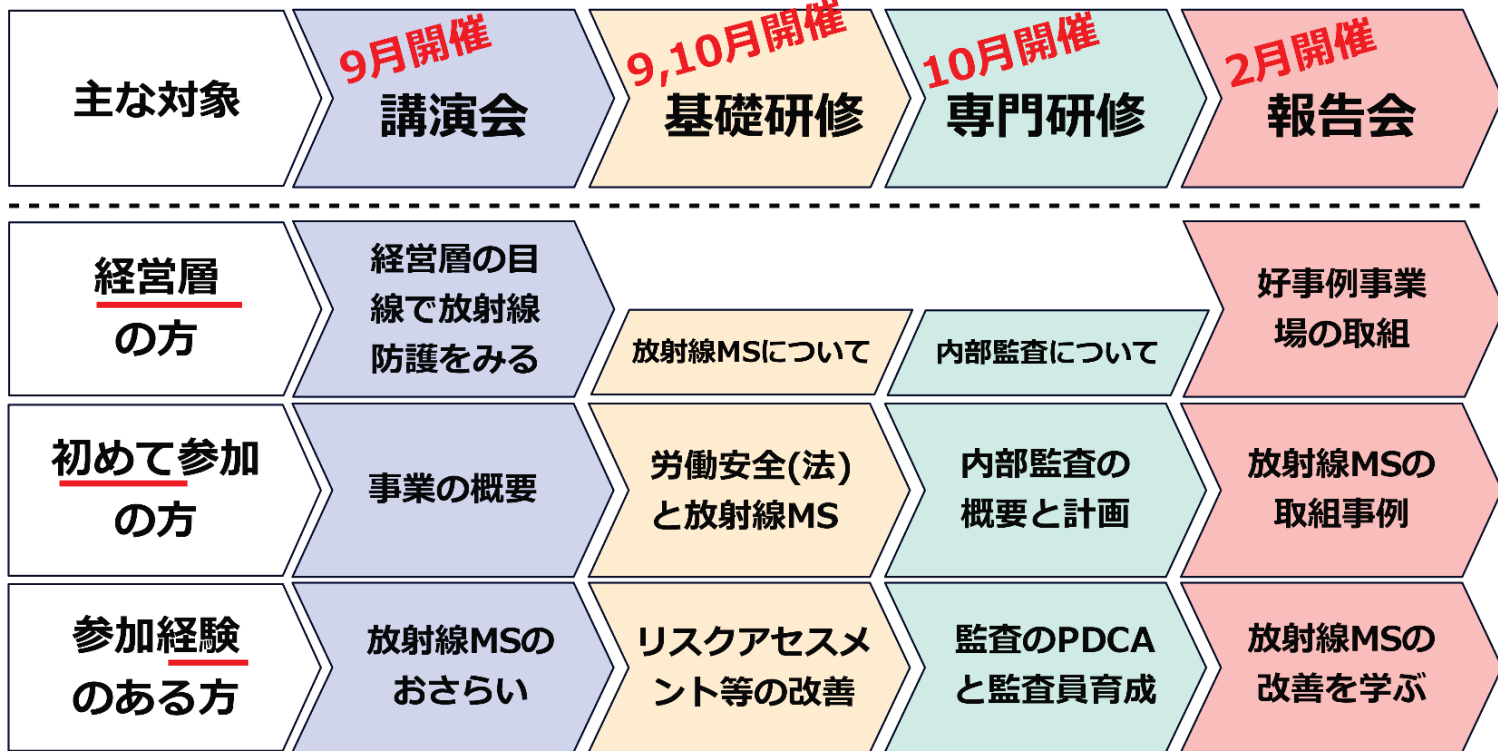 主な対象
9月開催
講演会
9,10月開催
基礎研修
10月開催
専門研修
2月開催
報告会
経営層
の方
経営層の目
線で放射線
防護をみる
放射線MSについて
内部監査について
好事例事業
場の取組
初めて参加
の方
事業の概要
労働安全(法)
と放射線MS
内部監査の
概要と計画
放射線MSの
取組事例
参加経験
のある方
放射線MSの
おさらい
リスクアセスメ
ント等の改善
監査のPDCA
と監査員育成
放射線MSの
改善を学ぶ